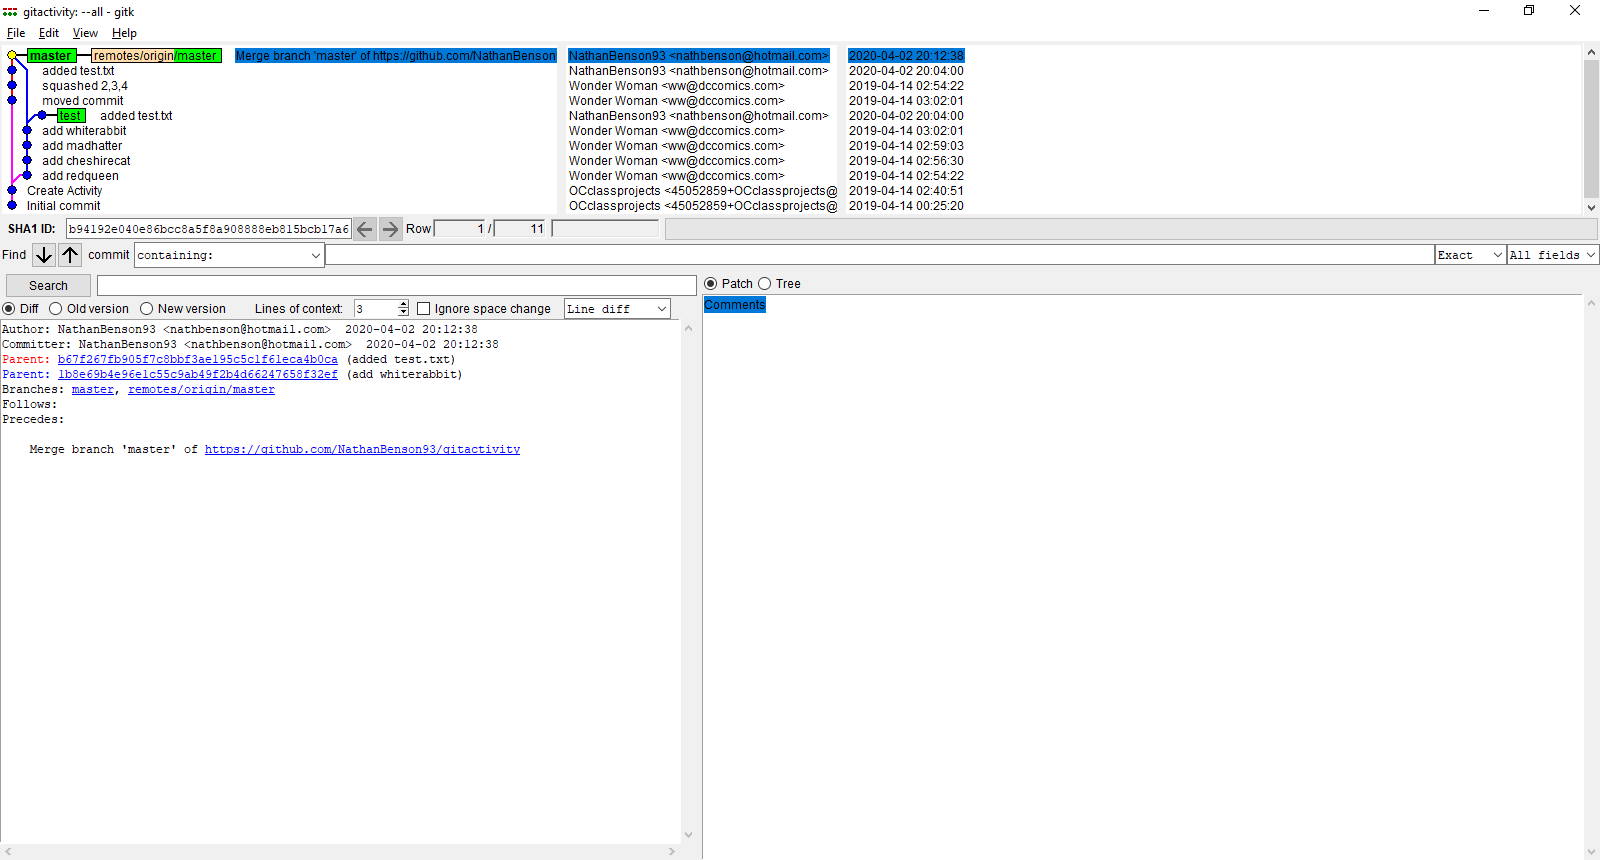 gitactivity: --all - gitk
File Edit View Help
master remotes/origin/master Merge branch 'master' of https://github.com/NathanBenson NathanBenson93 <nathbenson@hotmail.com> 2020-04-02 20:12:38
added test.txt NathanBenson93 <nathbenson@hotmail.com> 2020-04-02 20:04:00
squashed 2,3,4 Wonder Woman <ww@dccomics.com> 2019-04-14 02:54:22
moved commit Wonder Woman <ww@dccomics.com> 2019-04-14 03:02:01
test added test.txt NathanBenson93 <nathbenson@hotmail.com> 2020-04-02 20:04:00
add whiterabbit Wonder Woman <ww@dccomics.com> 2019-04-14 03:02:01
add madhatter Wonder Woman <ww@dccomics.com> 2019-04-14 02:59:03
add cheshirecat Wonder Woman <ww@dccomics.com> 2019-04-14 02:56:30
add redqueen Wonder Woman <ww@dccomics.com> 2019-04-14 02:54:22
Create Activity OCclassprojects <45052859+OCclassprojects@ 2019-04-14 02:40:51
Initial commit OCclassprojects <45052859+OCclassprojects@ 2019-04-14 00:25:20
SHA1 ID: b94192e040e86bcc8a5f8a908888eb815bcb17a6 Row 1 / 11
Find commit containing: Exact All fields
Search Patch Tree
Diff Old version New version Lines of context: 3 Ignore space change Line diff
Comments
Author: NathanBenson93 <nathbenson@hotmail.com> 2020-04-02 20:12:38
Committer: NathanBenson93 <nathbenson@hotmail.com> 2020-04-02 20:12:38
Parent: b67f267fb905f7c8bbf3ae195c5c1f61eca4b0ca (added test.txt)
Parent: 1b8e69b4e96e1c55c9ab49f2b4d66247658f32ef (add whiterabbit)
Branches: master, remotes/origin/master
Follows:
Precedes:
Merge branch 'master' of https://github.com/NathanBenson93/gitactivity